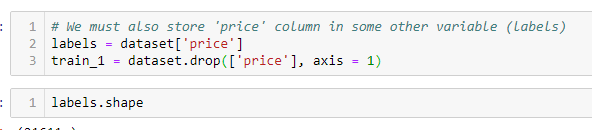 1 # We must also store 'price' column in some other variable (labels)
2 labels = dataset['price']
3 train_1 = dataset.drop(['price'], axis = 1)
1 labels.shape